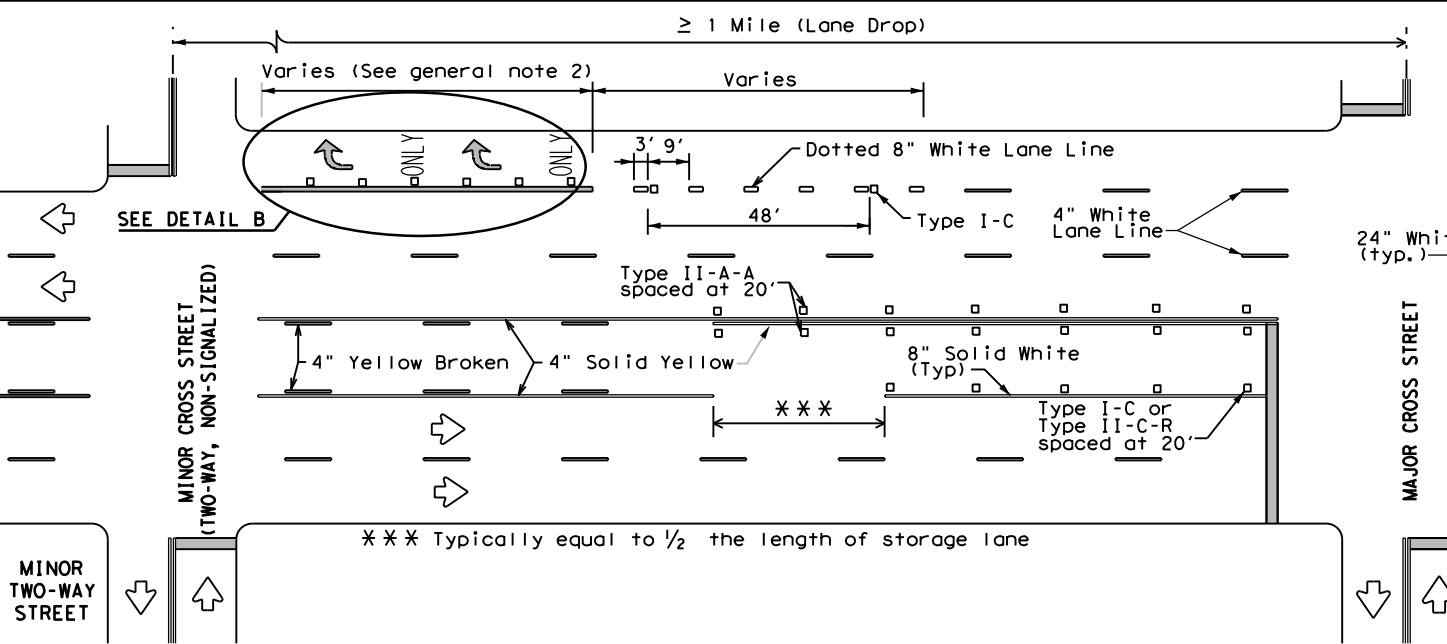 ≥ 1 Mile (Lane Drop)
Varies (See general note 2)
Varies
ONLY
ONLY
3' 9'
Dotted 8" White Lane Line
SEE DETAIL B
48'
Type I-C
4" White
Lane Line
24" Whi
(typ.)
Type II-A-A
spaced at 20'
MINOR CROSS STREET
(TWO-WAY, NON-SIGNALIZED)
4" Yellow Broken
4" Solid Yellow
8" Solid White
(Typ)
***
Type I-C or
Type II-C-R
spaced at 20'
MAJOR CROSS STREET
*** Typically equal to ½ the length of storage lane
MINOR
TWO-WAY
STREET